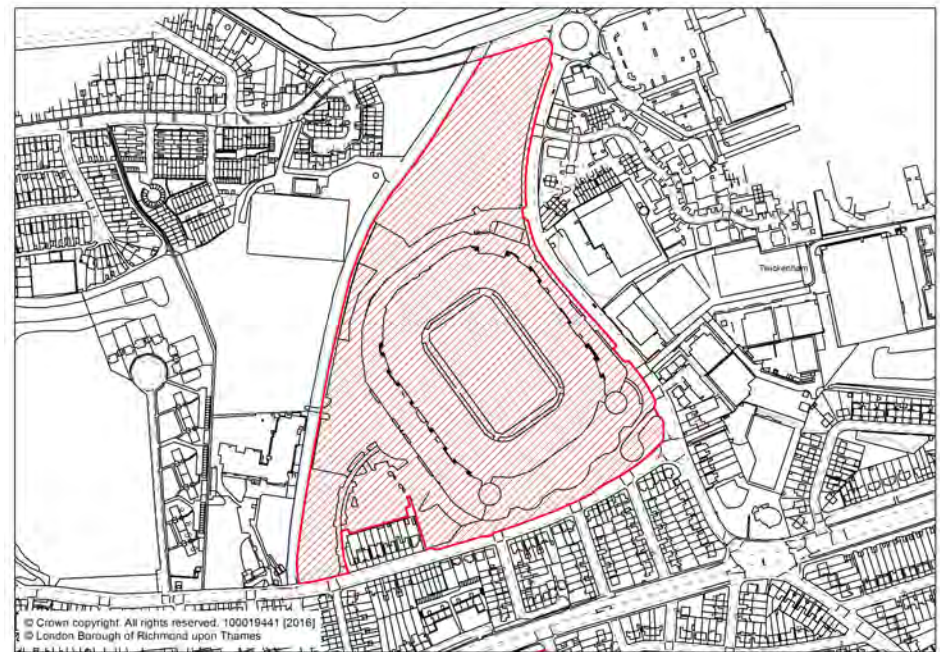 Twickenham
© Crown copyright. All rights reserved. 100019441 [2016]
© London Borough of Richmond upon Thames